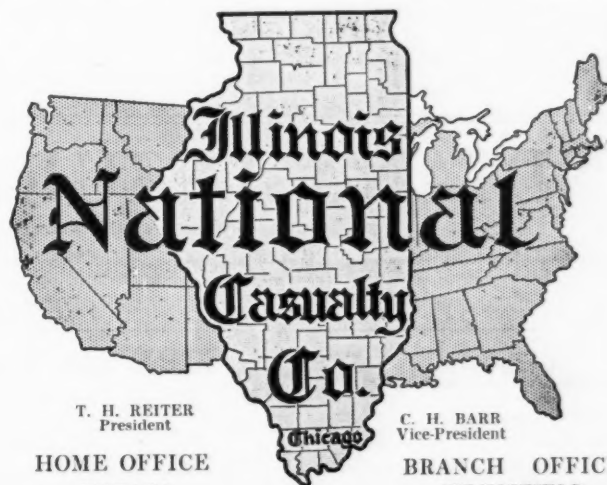 Illinois
National
Casualty
Co.
Chicago
T. H. REITER
President
C. H. BARR
Vice-President
HOME OFFICE
BRANCH OFFIC